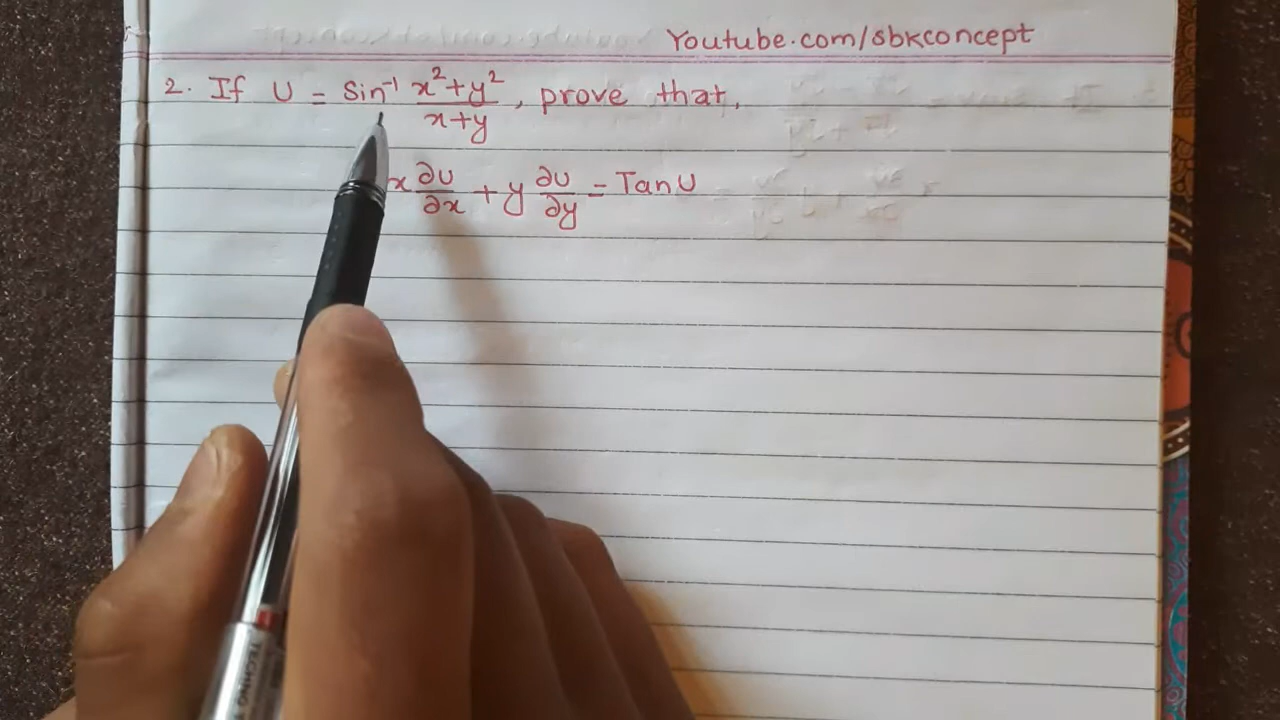 Youtube.com/sbkconcept
2. If U = Sin⁻¹ (x²+y²)/(x+y), prove that,
x ∂U/∂x + y ∂U/∂y = Tan U